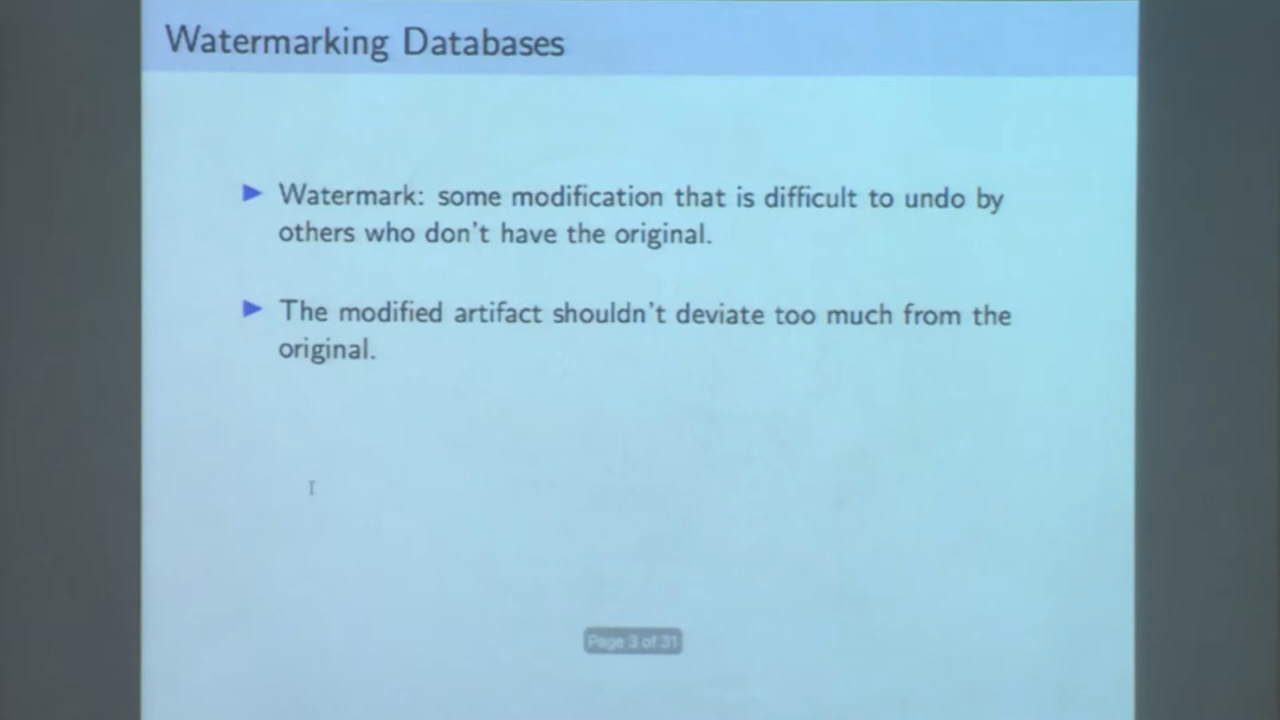 Watermarking Databases
Watermark: some modification that is difficult to undo by
others who don't have the original.
The modified artifact shouldn't deviate too much from the
original.
Page 3 of 31